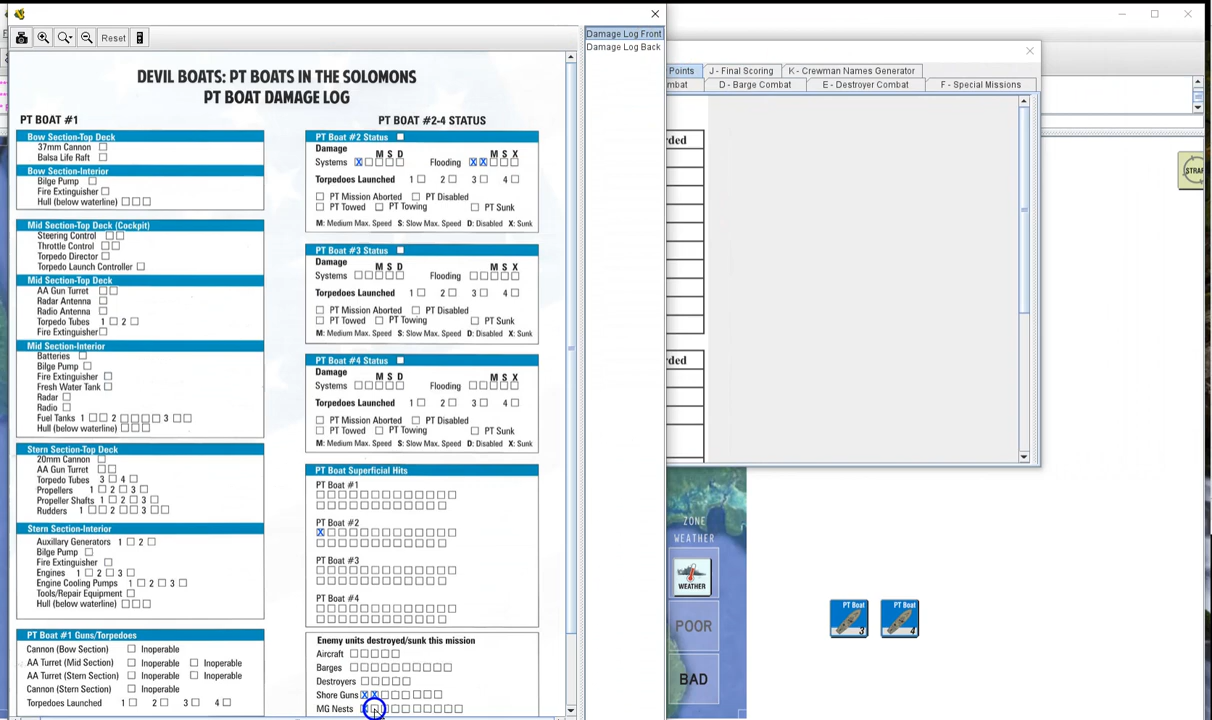 Reset
Damage Log Front
Damage Log Back
DEVIL BOATS: PT BOATS IN THE SOLOMONS
PT BOAT DAMAGE LOG
PT BOAT #1
Bow Section-Top Deck
37mm Cannon
Balsa Life Raft
Bow Section-Interior
Bilge Pump
Fire Extinguisher
Hull (below waterline)
Mid Section-Top Deck (Cockpit)
Steering Control
Throttle Control
Torpedo Director
Torpedo Launch Controller
Mid Section-Top Deck
AA Gun Turret
Radar Antenna
Radio Antenna
Torpedo Tubes 1 2
Fire Extinguisher
Mid Section-Interior
Batteries
Bilge Pump
Fire Extinguisher
Fresh Water Tank
Radar
Radio
Fuel Tanks 1 2 3
Hull (below waterline)
Stern Section-Top Deck
20mm Cannon
AA Gun Turret
Torpedo Tubes 3 4
Propellers 1 2 3
Propeller Shafts 1 2 3
Rudders 1 2 3
Stern Section-Interior
Auxillary Generators 1 2
Bilge Pump
Fire Extinguisher
Engines 1 2 3
Engine Cooling Pumps 1 2 3
Tools/Repair Equipment
Hull (below waterline)
PT Boat #1 Guns/Torpedoes
Cannon (Bow Section) Inoperable
AA Turret (Mid Section) Inoperable Inoperable
AA Turret (Stern Section) Inoperable Inoperable
Cannon (Stern Section) Inoperable
Torpedoes Launched 1 2 3 4
PT BOAT #2-4 STATUS
PT Boat #2 Status
Damage M S D M S X
Systems X Flooding X X
Torpedoes Launched 1 2 3 4
PT Mission Aborted PT Disabled
PT Towed PT Towing PT Sunk
M: Medium Max. Speed S: Slow Max. Speed D: Disabled X: Sunk
PT Boat #3 Status
Damage M S D M S X
Systems Flooding
Torpedoes Launched 1 2 3 4
PT Mission Aborted PT Disabled
PT Towed PT Towing PT Sunk
M: Medium Max. Speed S: Slow Max. Speed D: Disabled X: Sunk
PT Boat #4 Status
Damage M S D M S X
Systems Flooding
Torpedoes Launched 1 2 3 4
PT Mission Aborted PT Disabled
PT Towed PT Towing PT Sunk
M: Medium Max. Speed S: Slow Max. Speed D: Disabled X: Sunk
PT Boat Superficial Hits
PT Boat #1
PT Boat #2
X
PT Boat #3
PT Boat #4
Enemy units destroyed/sunk this mission
Aircraft
Barges
Destroyers
Shore Guns X X
MG Nests
Points J - Final Scoring K - Crewman Names Generator
mbat D - Barge Combat E - Destroyer Combat F - Special Missions
ded
ded
STRAF
ZONE
WEATHER
WEATHER
POOR
BAD
PT Boat
3
PT Boat
4